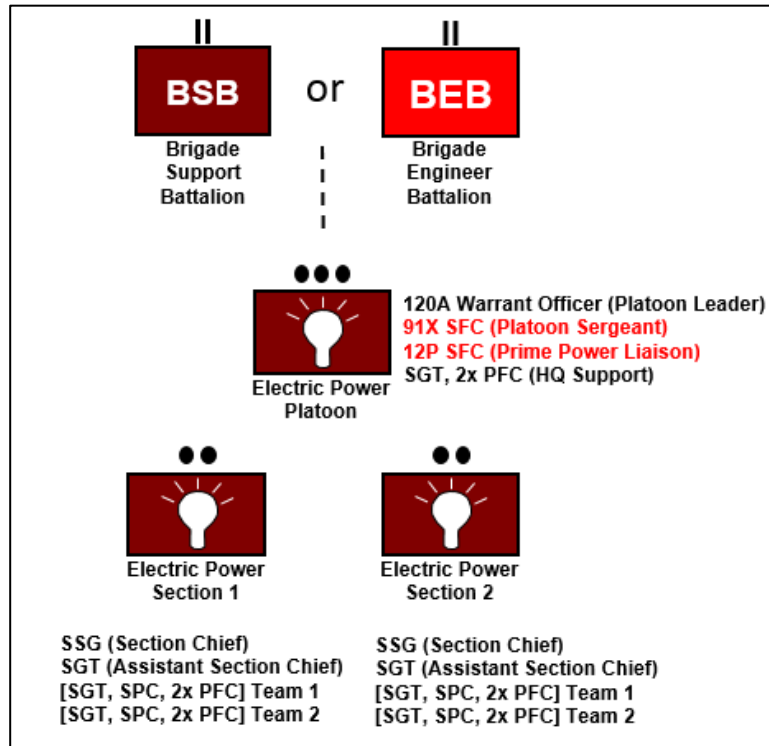 BSB or BEB
Brigade
Support
Battalion
Brigade
Engineer
Battalion
120A Warrant Officer (Platoon Leader)
91X SFC (Platoon Sergeant)
12P SFC (Prime Power Liaison)
SGT, 2x PFC (HQ Support)
Electric Power
Platoon
Electric Power
Section 1
Electric Power
Section 2
SSG (Section Chief)
SGT (Assistant Section Chief)
[SGT, SPC, 2x PFC] Team 1
[SGT, SPC, 2x PFC] Team 2
SSG (Section Chief)
SGT (Assistant Section Chief)
[SGT, SPC, 2x PFC] Team 1
[SGT, SPC, 2x PFC] Team 2